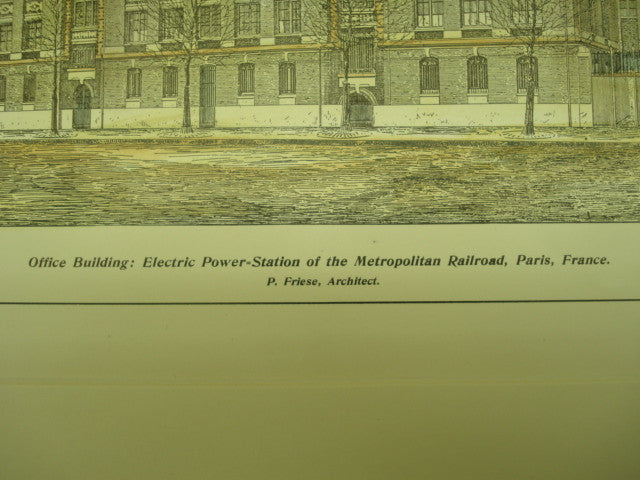 Office Building: Electric Power-Station of the Metropolitan Railroad, Paris, France.
P. Friese, Architect.